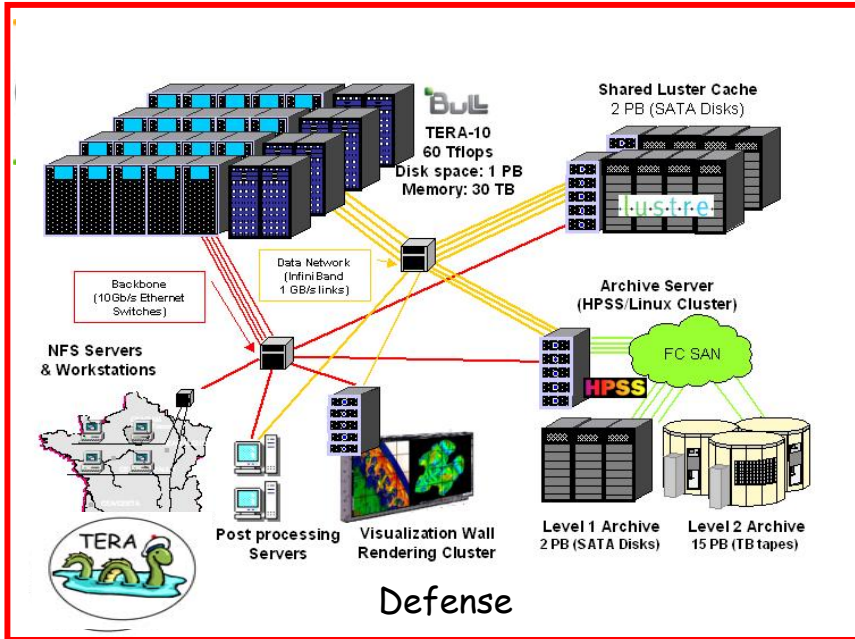 Bull
TERA-10
60 Tflops
Disk space: 1 PB
Memory: 30 TB
Shared Luster Cache
2 PB (SATA Disks)
l·u·s·t·r·e
Backbone
(10Gb/s Ethernet
Switches)
Data Network
(InfiniBand
1 GB/s links)
Archive Server
(HPSS/Linux Cluster)
NFS Servers
& Workstations
FC SAN
HPSS
TERA
Post processing
Servers
Visualization Wall
Rendering Cluster
Level 1 Archive
2 PB (SATA Disks)
Level 2 Archive
15 PB (TB tapes)
Defense